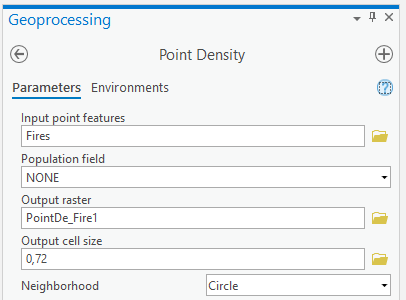 Geoprocessing
Point Density
Parameters Environments
Input point features
Fires
Population field
NONE
Output raster
PointDe_Fire1
Output cell size
0,72
Neighborhood Circle